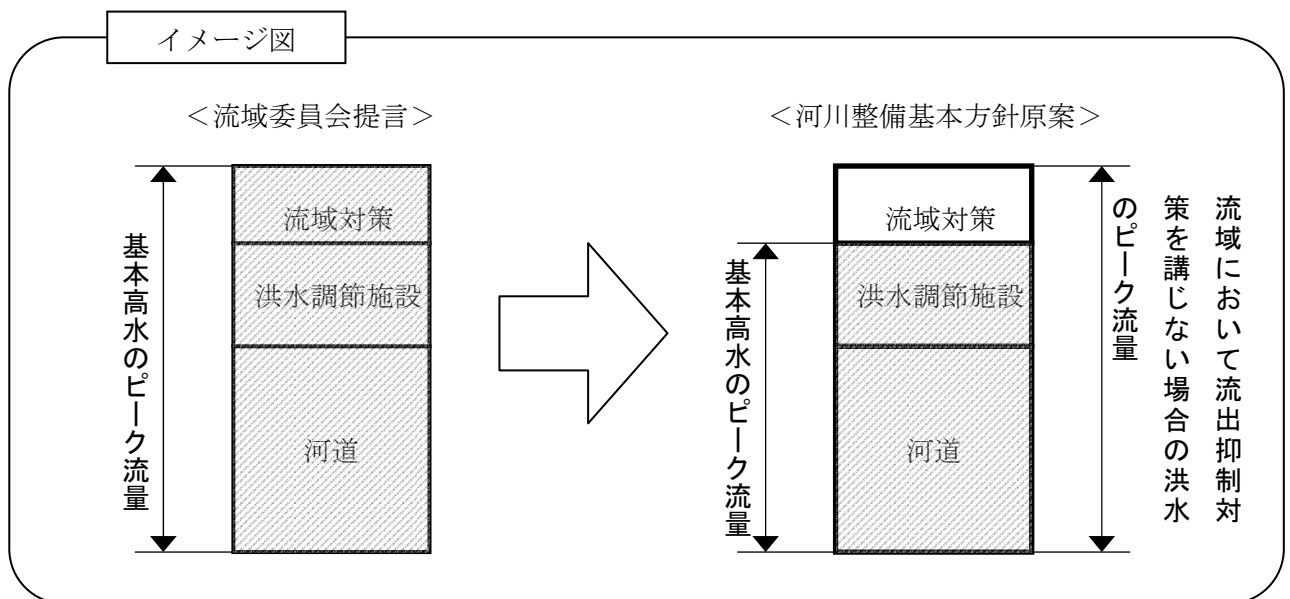 イメージ図
＜流域委員会提言＞
基本高水のピーク流量
流域対策
洪水調節施設
河道
＜河川整備基本方針原案＞
基本高水のピーク流量
流域対策
洪水調節施設
河道
流域において流出抑制対
策を講じない場合の洪水
のピーク流量